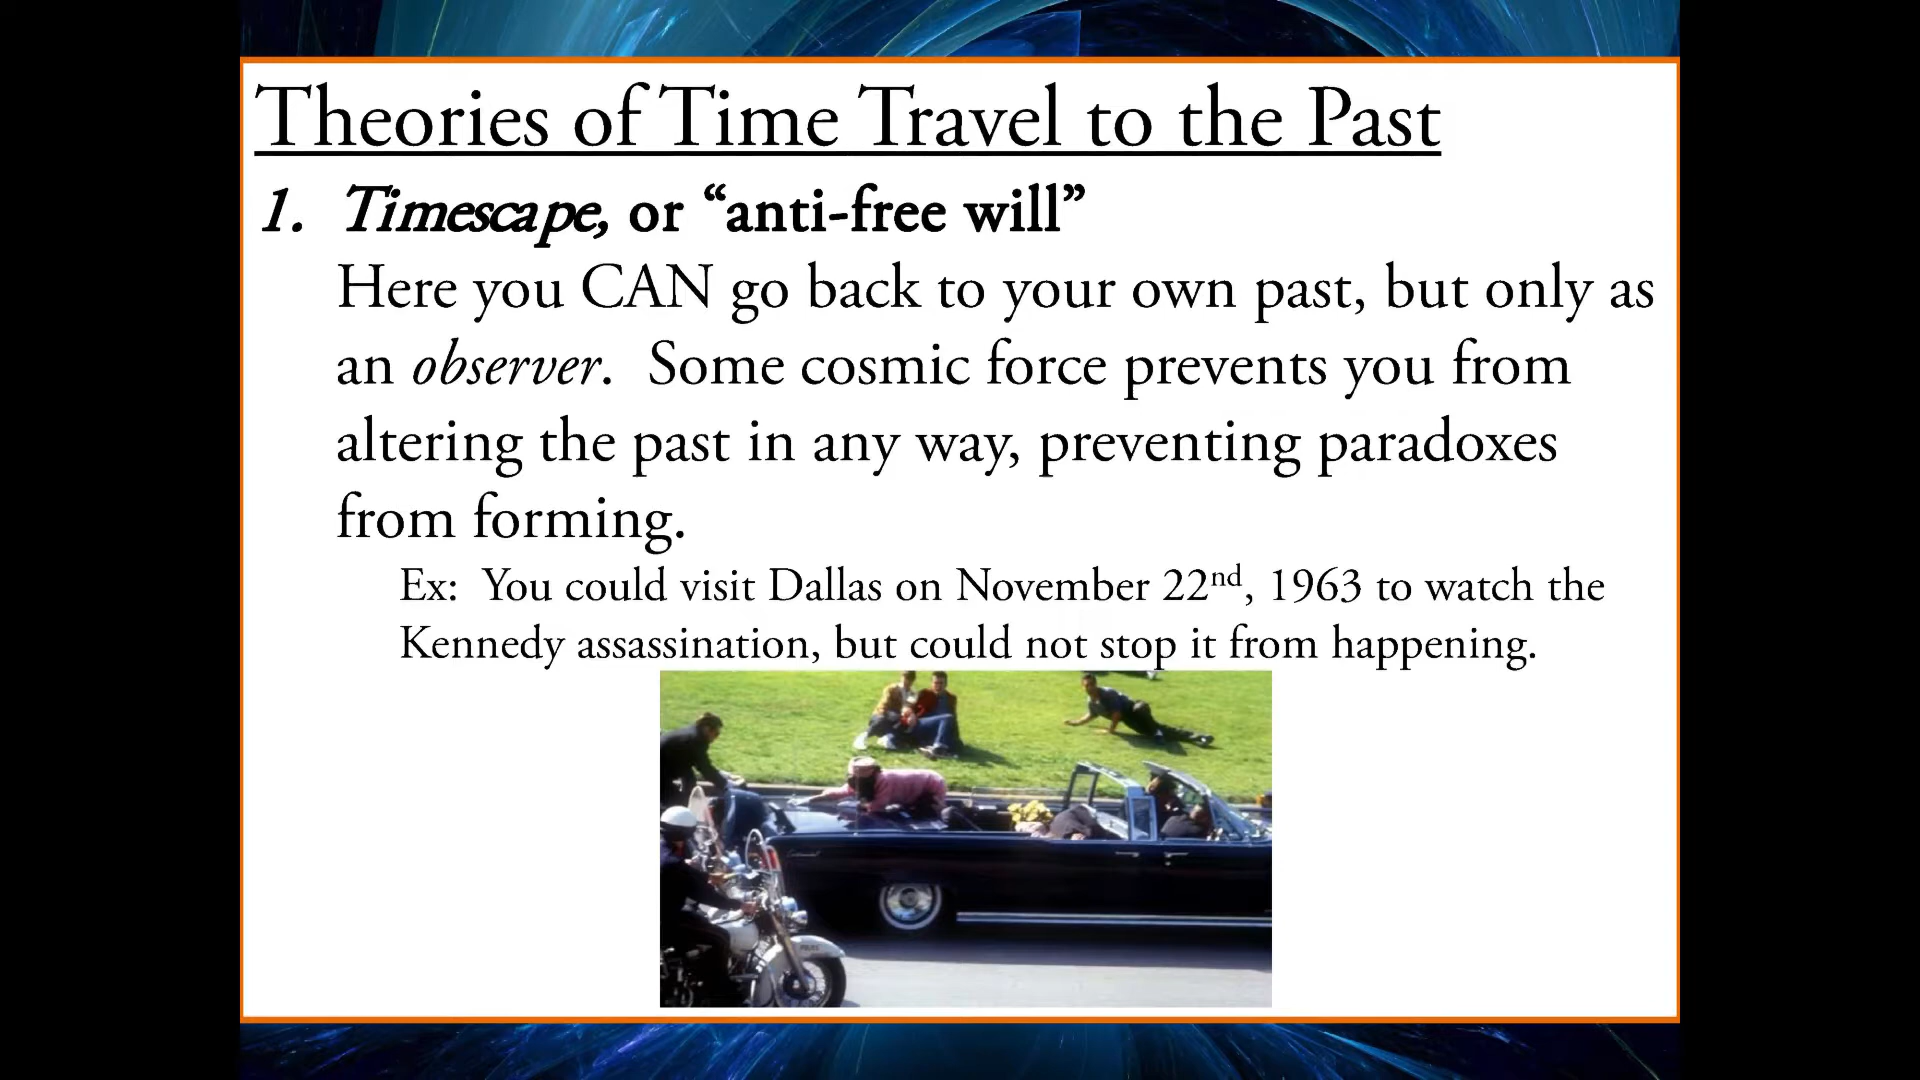 Theories of Time Travel to the Past
1. Timescape, or “anti-free will”
Here you CAN go back to your own past, but only as
an observer. Some cosmic force prevents you from
altering the past in any way, preventing paradoxes
from forming.
Ex: You could visit Dallas on November 22nd, 1963 to watch the
Kennedy assassination, but could not stop it from happening.